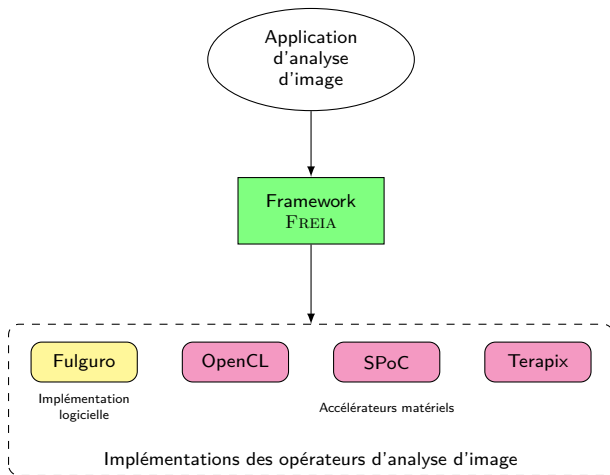 Application
d'analyse
d'image
Framework
FREIA
Fulguro
OpenCL
SPoC
Terapix
Implémentation
logicielle
Accélérateurs matériels
Implémentations des opérateurs d'analyse d'image